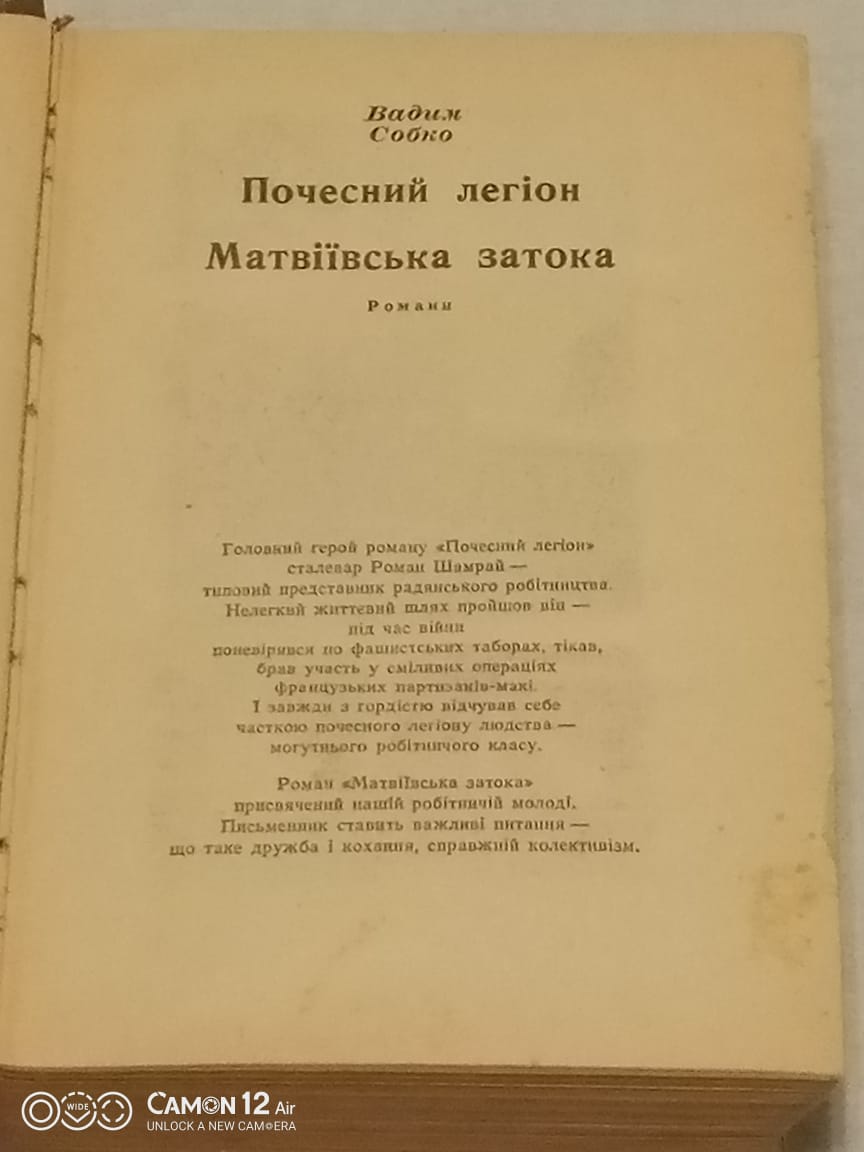 Вадим
Собко
Почесний легіон
Матвіївська затока
Романи
Головний герой роману «Почесний легіон»
сталевар Роман Шамрай —
типовий представник радянського робітництва.
Нелегкий життєвий шлях пройшов він —
під час війни
поневірявся по фашистських таборах, тікав,
брав участь у сміливих операціях
французьких партизанів-макі.
І завжди з гордістю відчував себе
часткою почесного легіону людства —
могутнього робітничого класу.
Роман «Матвіївська затока»
присвячений нашій робітничій молоді.
Письменник ставить важливі питання —
що таке дружба і кохання, справжній колективізм.
WIDE
CAMON 12 Air
UNLOCK A NEW CAMERA